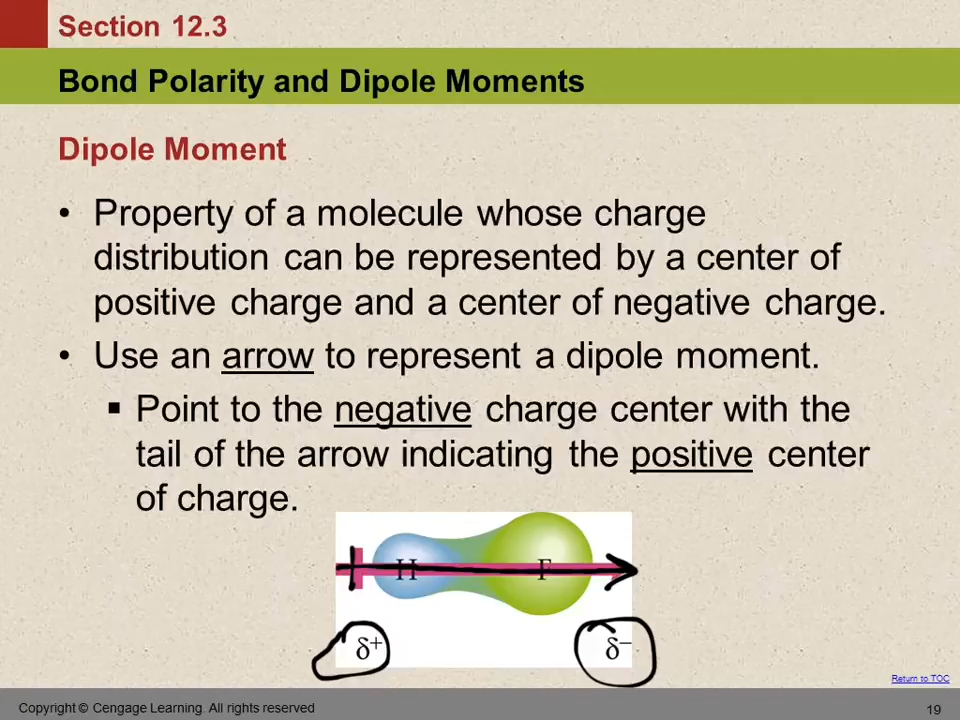 Section 12.3
Bond Polarity and Dipole Moments
Dipole Moment
• Property of a molecule whose charge
distribution can be represented by a center of
positive charge and a center of negative charge.
• Use an arrow to represent a dipole moment.
▪ Point to the negative charge center with the
tail of the arrow indicating the positive center
of charge.
H F
δ+ δ−
Return to TOC
Copyright © Cengage Learning. All rights reserved 19